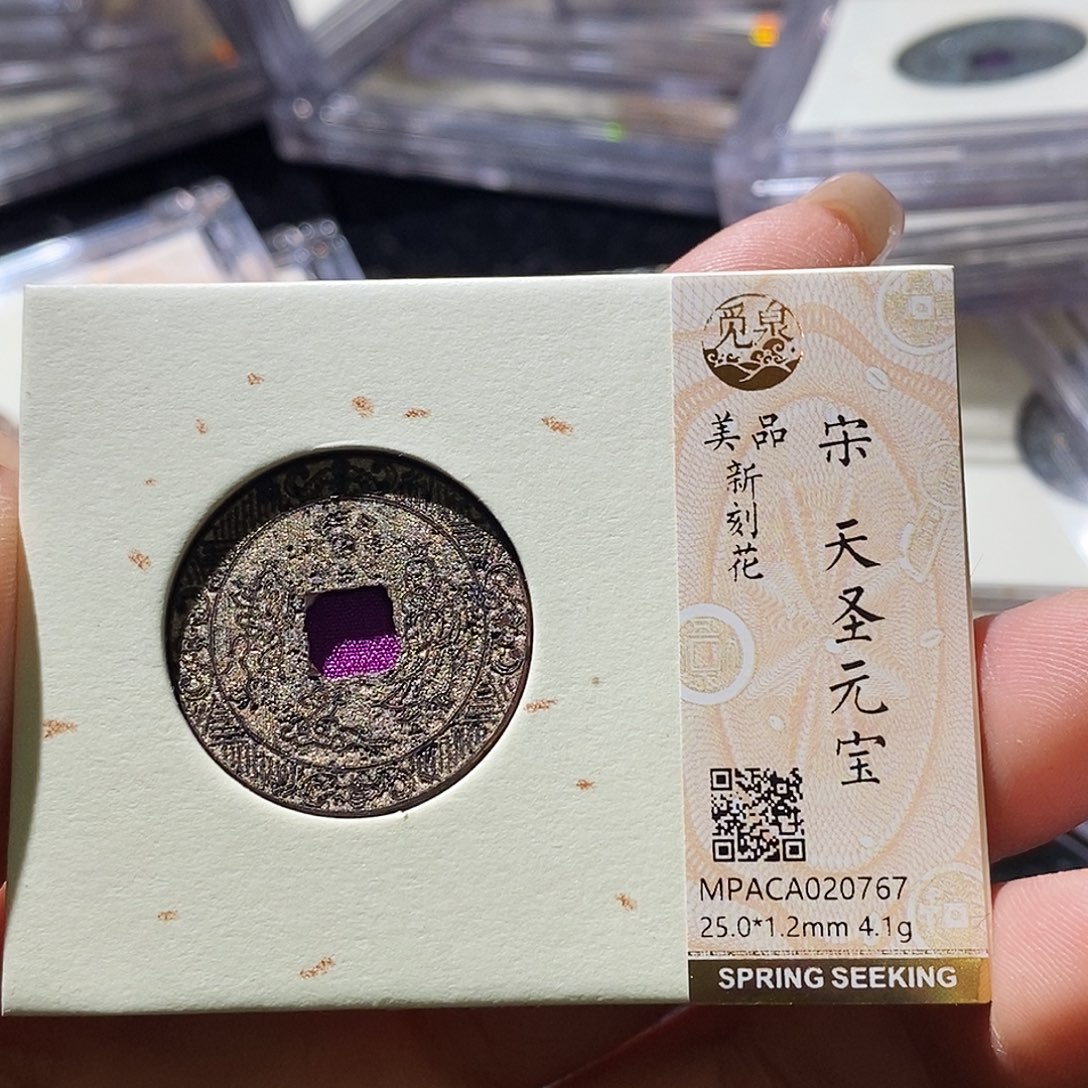 觅泉
宋 天圣元宝
美品
新刻花
MPACA020767
25.0*1.2mm 4.1g
SPRING SEEKING